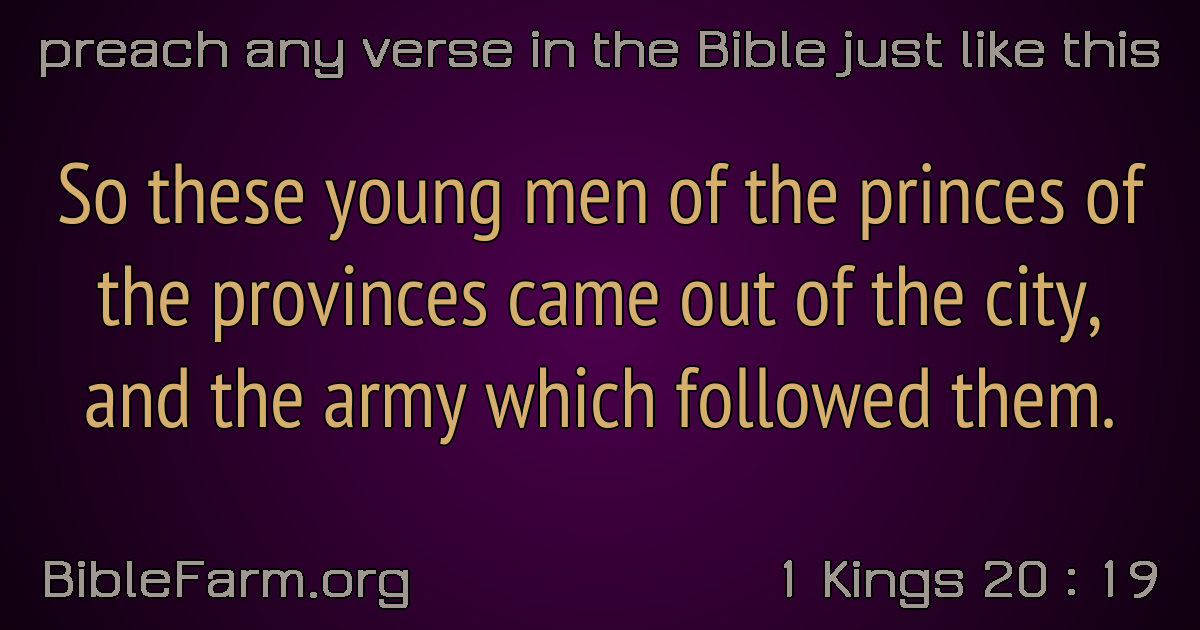 preach any verse in the Bible just like this
So these young men of the princes of
the provinces came out of the city,
and the army which followed them.
BibleFarm.org
1 Kings 20 : 19